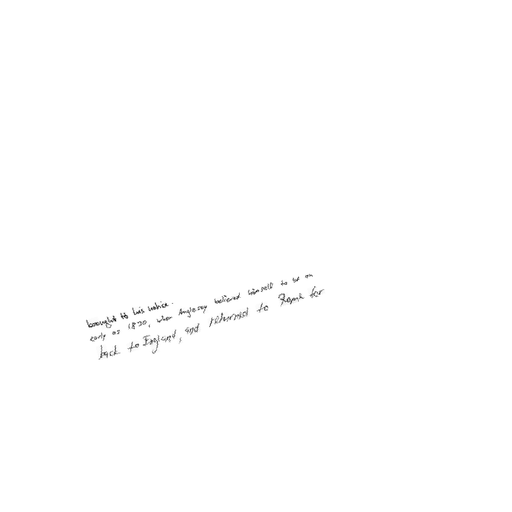 brought to his notice.
early as 1820, when Anglesey believed himself to be on
back to England, and returned to Rome for